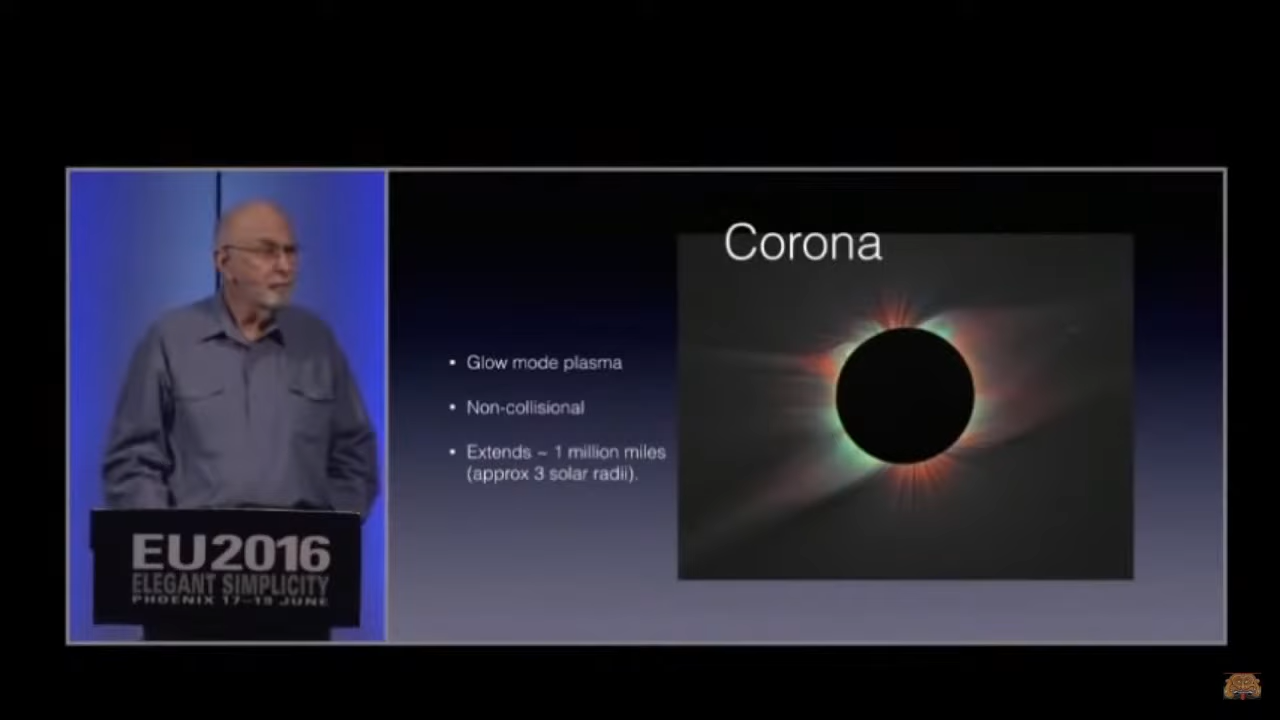 Corona
• Glow mode plasma
• Non-collisional
• Extends ~ 1 million miles
(approx 3 solar radii).
EU2016
ELEGANT SIMPLICITY
PHOENIX 17-19 JUNE